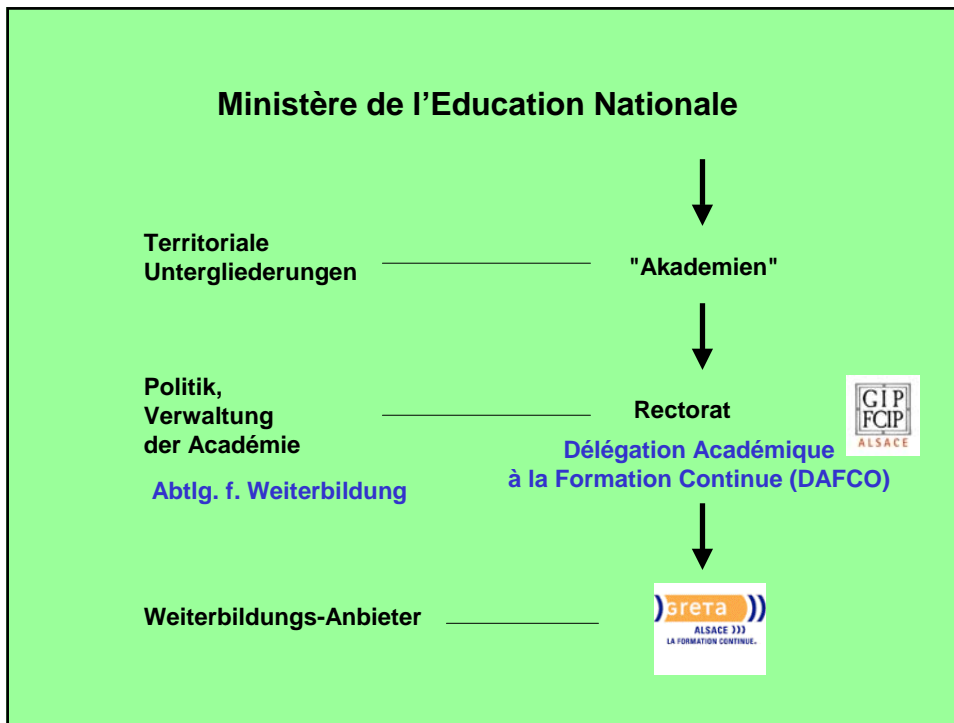 Ministère de l’Education Nationale
Territoriale
Untergliederungen
"Akademien"
Politik,
Verwaltung
der Académie
Rectorat
GIP
FCIP
ALSACE
Abtlg. f. Weiterbildung
Délégation Académique
à la Formation Continue (DAFCO)
Weiterbildungs-Anbieter
)GreTa ))
ALSACE )))
LA FORMATION CONTINUE.